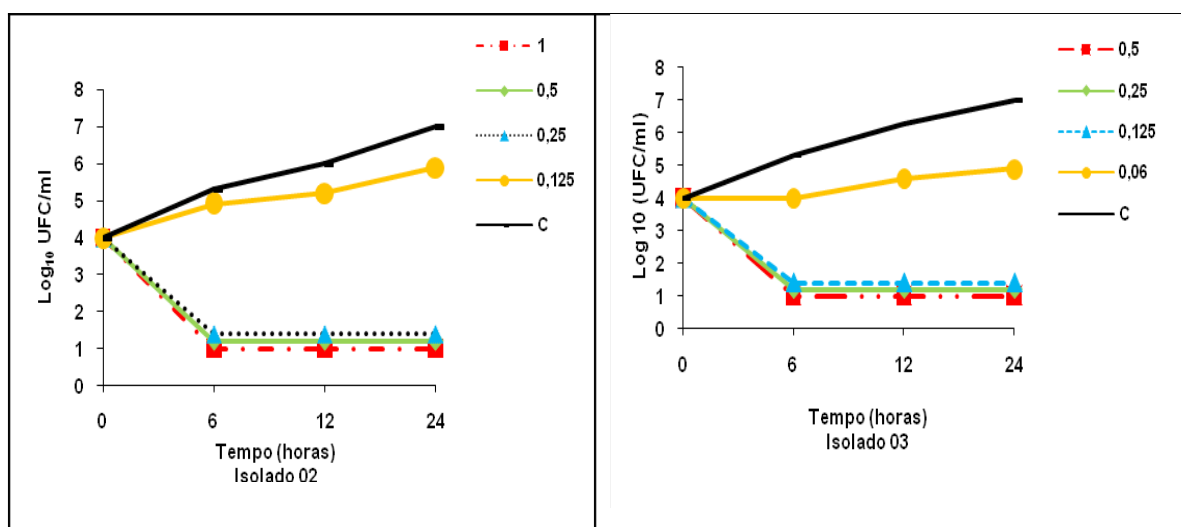 Log₁₀ UFC/ml
8
7
6
5
4
3
2
1
0
0 6 12 24
Tempo (horas)
Isolado 02
1
0,5
0,25
0,125
C
Log 10 (UFC/ml)
8
7
6
5
4
3
2
1
0
0 6 12 24
Tempo (horas)
Isolado 03
0,5
0,25
0,125
0,06
C